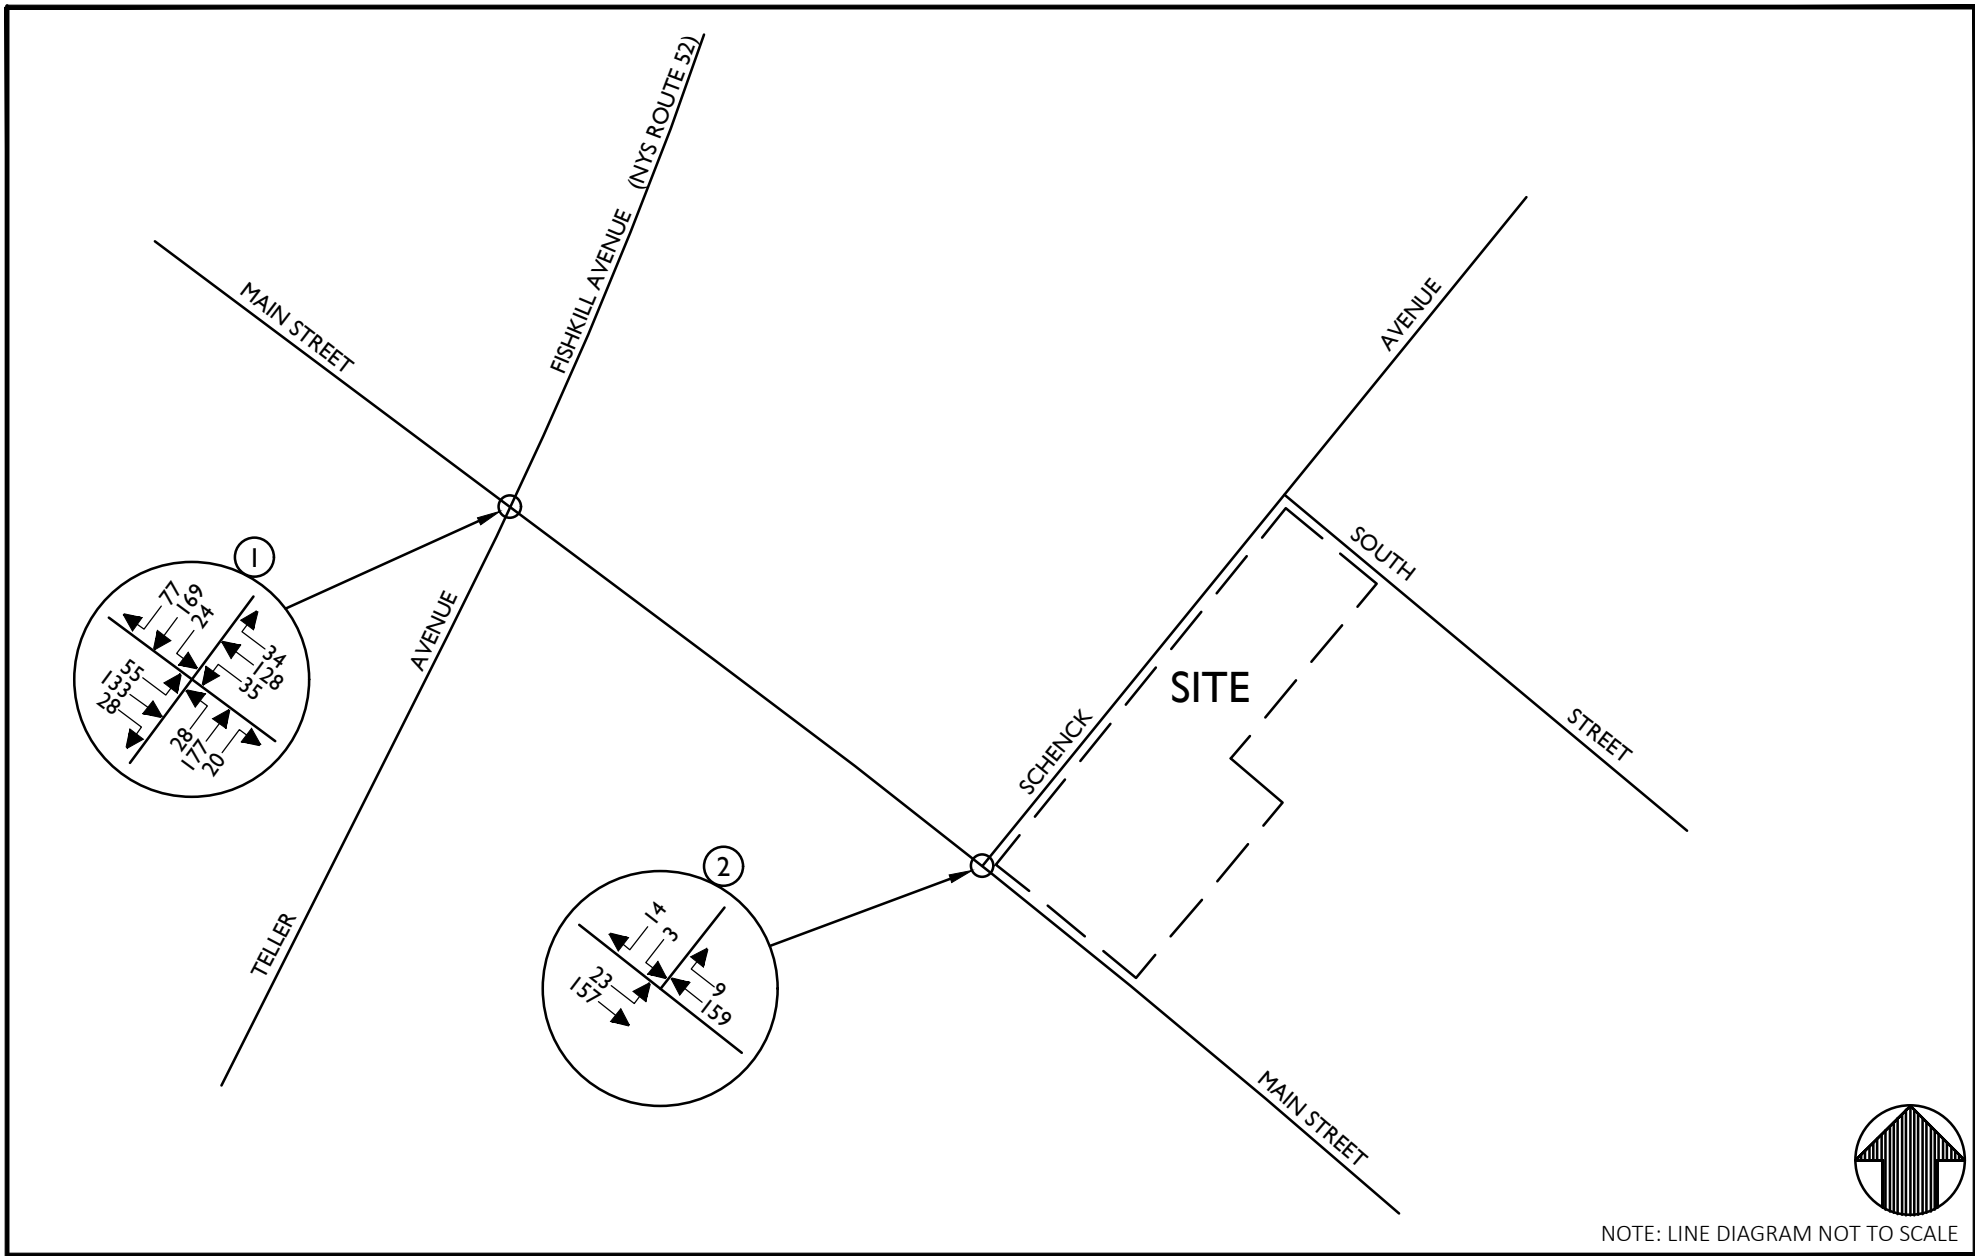 FISHKILL AVENUE (NYS ROUTE 52)
MAIN STREET
AVENUE
SOUTH
STREET
SITE
SCHENCK
AVENUE
TELLER
MAIN STREET
1
77
169
24
34
128
35
55
133
28
28
177
20
2
14
3
9
159
23
157
NOTE: LINE DIAGRAM NOT TO SCALE